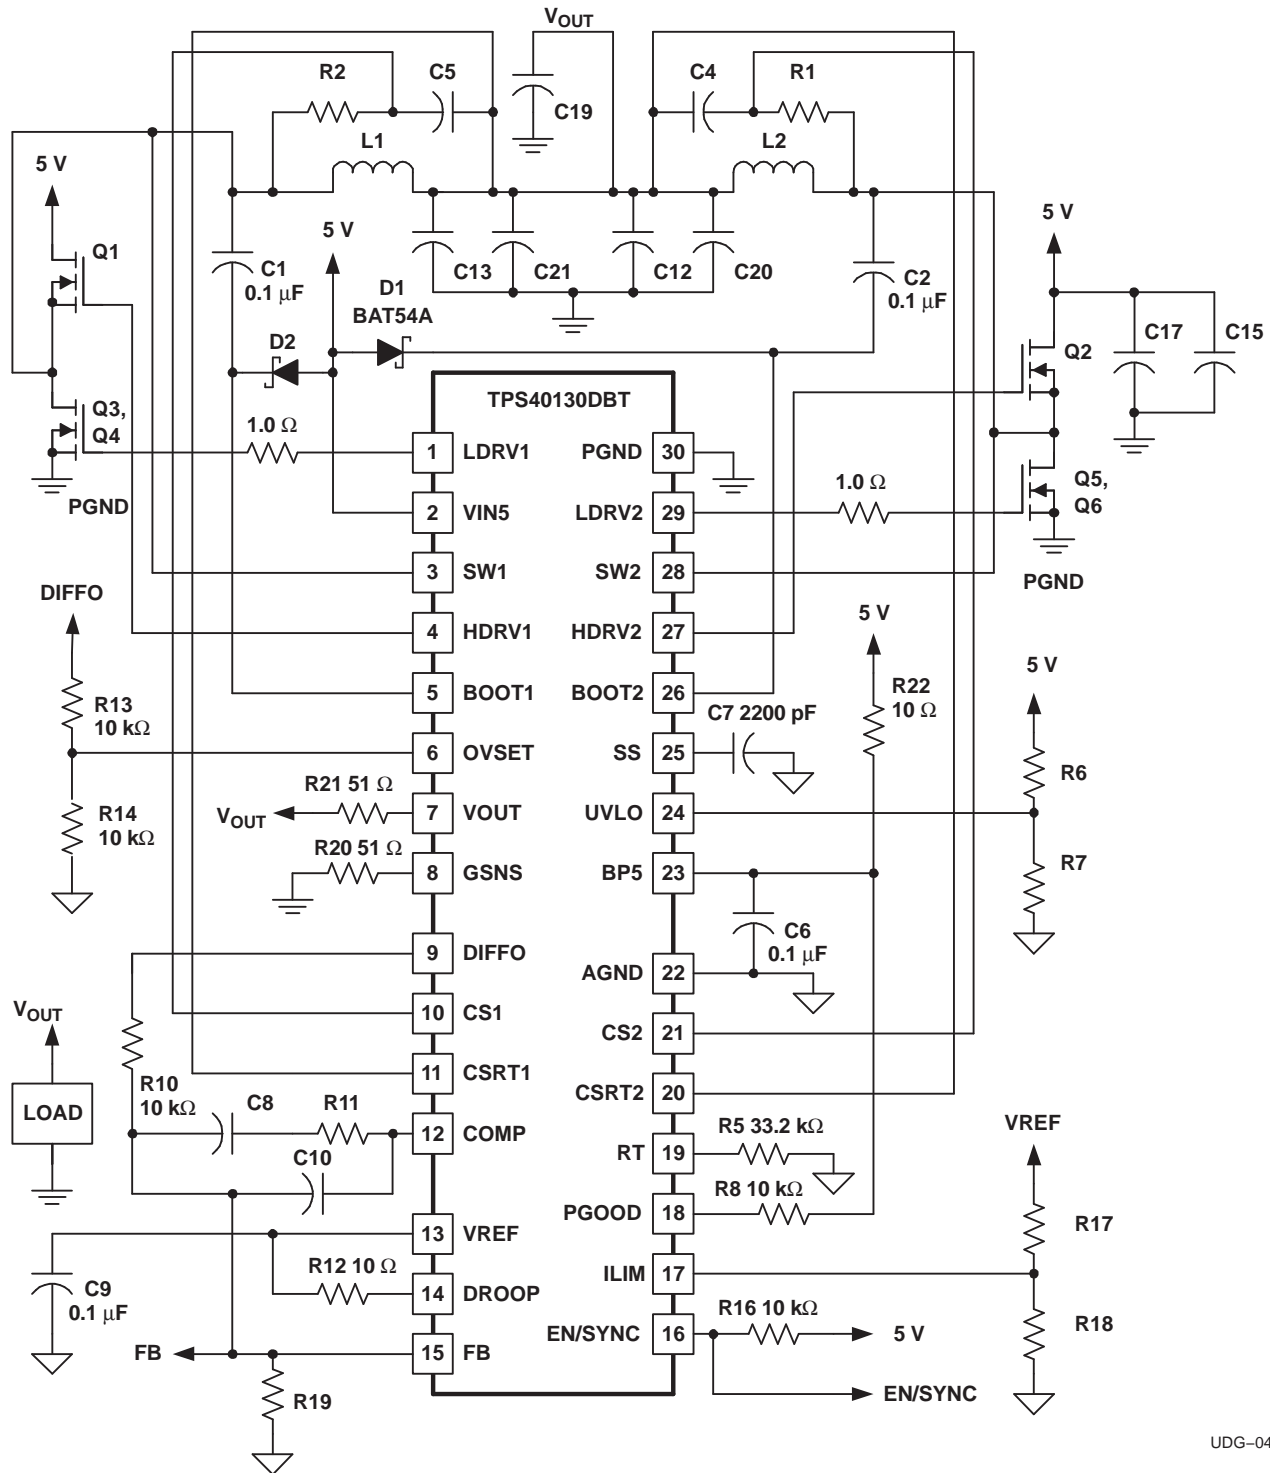 VOUT
R2
C5
C4
R1
C19
L1
L2
5 V
5 V
5 V
Q1
C1
0.1 µF
C13
C21
C12
C20
C2
0.1 µF
D1
BAT54A
D2
Q2
C17
C15
TPS40130DBT
Q3,
Q4
1.0 Ω
PGND
1 LDRV1
2 VIN5
3 SW1
4 HDRV1
5 BOOT1
6 OVSET
7 VOUT
8 GSNS
9 DIFFO
10 CS1
11 CSRT1
12 COMP
13 VREF
14 DROOP
15 FB
PGND 30
LDRV2 29
SW2 28
HDRV2 27
BOOT2 26
SS 25
UVLO 24
BP5 23
AGND 22
CS2 21
CSRT2 20
RT 19
PGOOD 18
ILIM 17
EN/SYNC 16
1.0 Ω
Q5,
Q6
PGND
DIFFO
R13
10 kΩ
R14
10 kΩ
R21 51 Ω
VOUT
R20 51 Ω
5 V
R22
10 Ω
C7 2200 pF
5 V
R6
R7
C6
0.1 µF
VOUT
LOAD
R10
10 kΩ
C8
R11
C10
R5 33.2 kΩ
R8 10 kΩ
VREF
R17
R18
R12 10 Ω
C9
0.1 µF
R16 10 kΩ
5 V
FB
R19
EN/SYNC
UDG−04